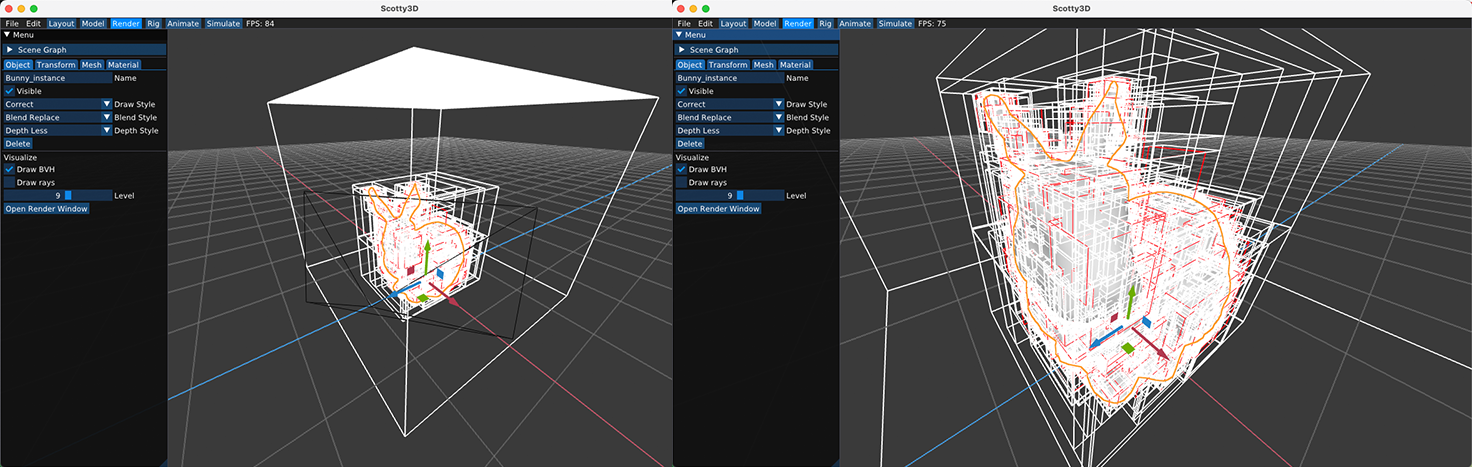 Scotty3D
File Edit Layout Model Render Rig Animate Simulate FPS: 84
Menu
Scene Graph
Object Transform Mesh Material
Bunny_instance Name
Visible
Correct Draw Style
Blend Replace Blend Style
Depth Less Depth Style
Delete
Visualize
Draw BVH
Draw rays
9 Level
Open Render Window
Scotty3D
File Edit Layout Model Render Rig Animate Simulate FPS: 75
Menu
Scene Graph
Object Transform Mesh Material
Bunny_instance Name
Visible
Correct Draw Style
Blend Replace Blend Style
Depth Less Depth Style
Delete
Visualize
Draw BVH
Draw rays
9 Level
Open Render Window